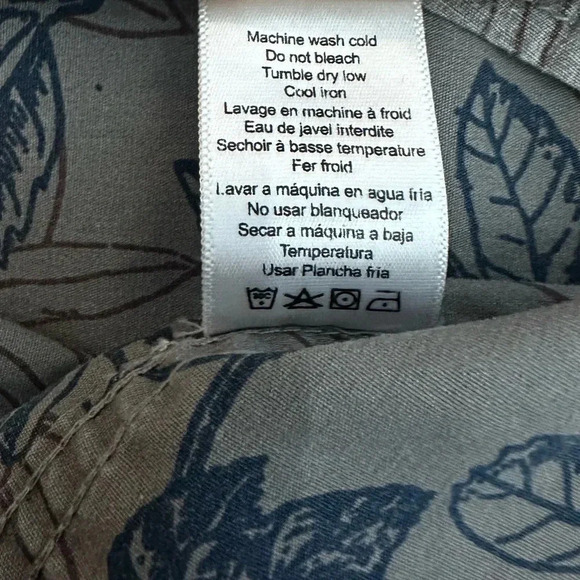 Machine wash cold
Do not bleach
Tumble dry low
Cool iron
Lavage en machine à froid
Eau de javel interdite
Sechoir à basse temperature
Fer froid
Lavar a máquina en agua fria
No usar blanqueador
Secar a máquina a baja
Temperatura
Usar Plancha fria